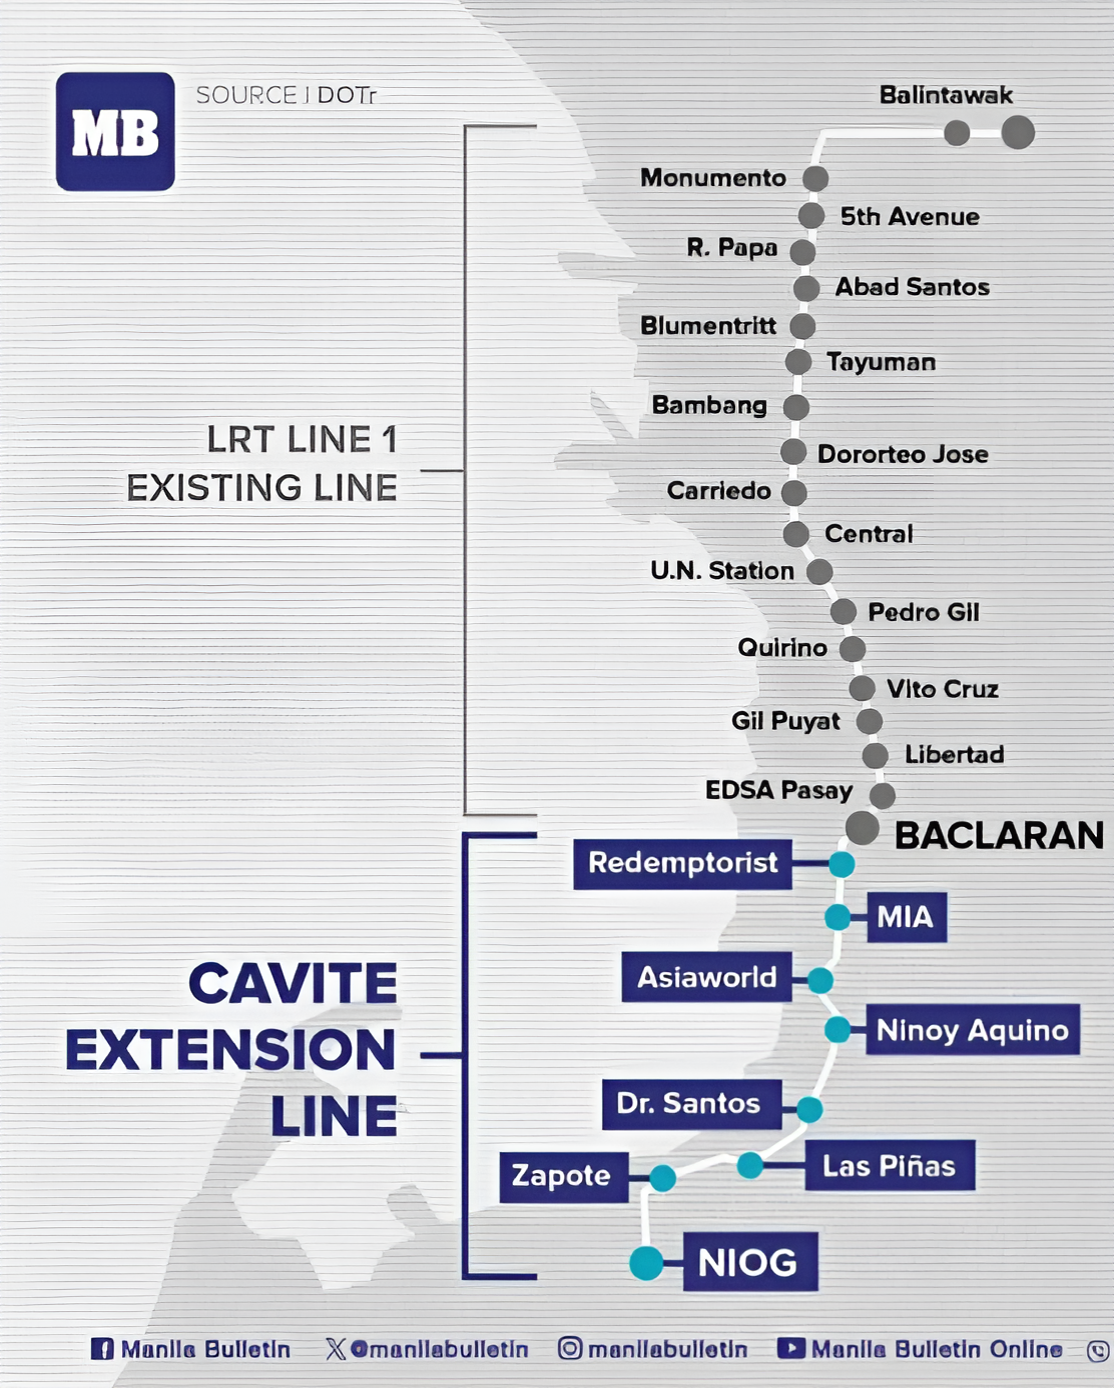 MB
SOURCE | DOTr
Balintawak
Monumento
5th Avenue
R. Papa
Abad Santos
Blumentritt
Tayuman
Bambang
Dororteo Jose
Carriedo
Central
U.N. Station
Pedro Gil
Quirino
Vito Cruz
Gil Puyat
Libertad
EDSA Pasay
BACLARAN
LRT LINE 1
EXISTING LINE
Redemptorist
MIA
Asiaworld
Ninoy Aquino
Dr. Santos
Las Piñas
Zapote
NIOG
CAVITE
EXTENSION
LINE
Manila Bulletin @manilabulletin manilabulletin Manila Bulletin Online